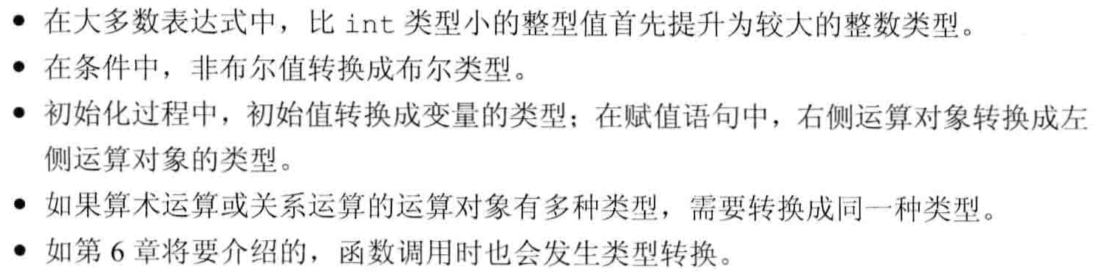 • 在大多数表达式中，比 int 类型小的整型值首先提升为较大的整数类型。
• 在条件中，非布尔值转换成布尔类型。
• 初始化过程中，初始值转换成变量的类型；在赋值语句中，右侧运算对象转换成左
侧运算对象的类型。
• 如果算术运算或关系运算的运算对象有多种类型，需要转换成同一种类型。
• 如第 6 章将要介绍的，函数调用时也会发生类型转换。